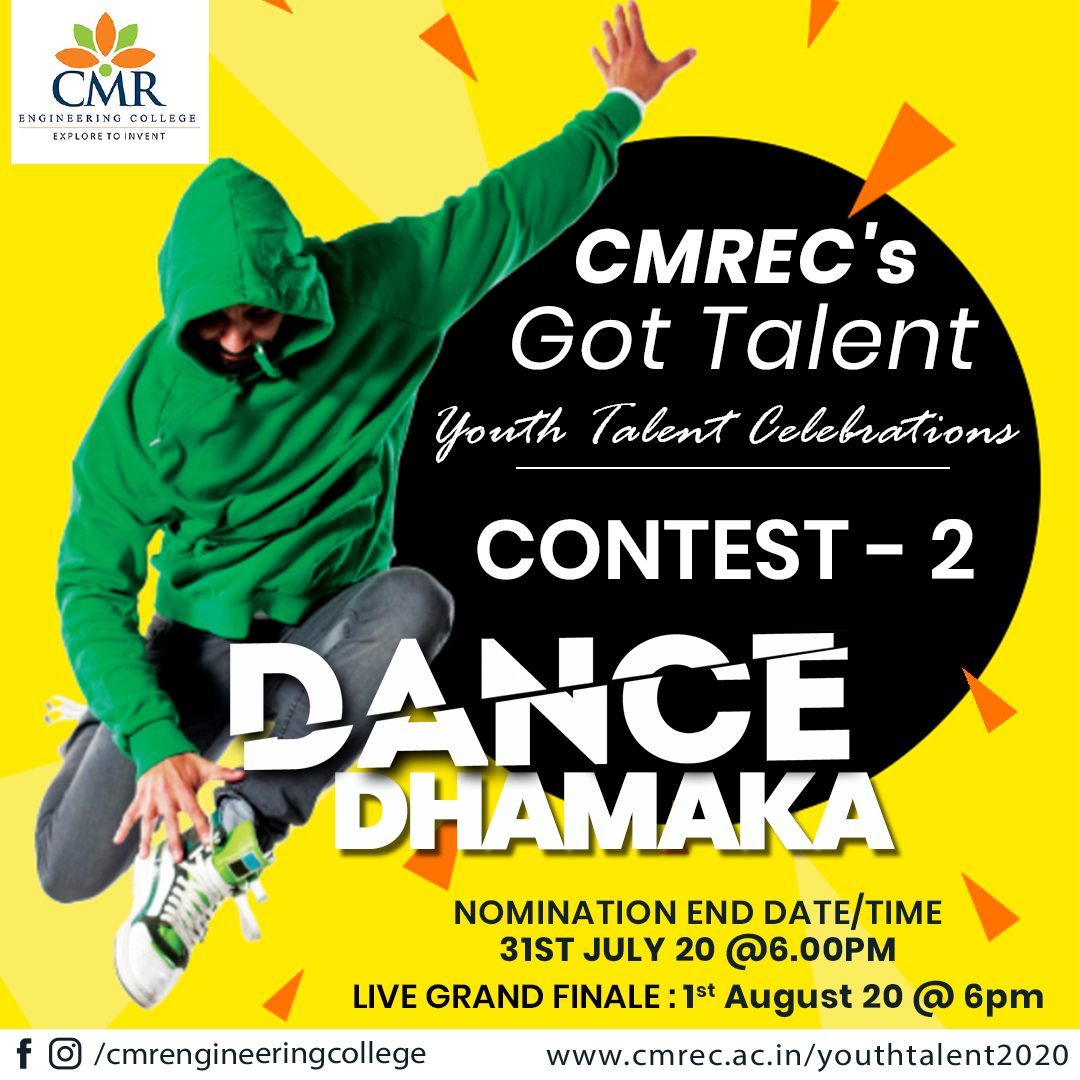 CMR
ENGINEERING COLLEGE
EXPLORE TO INVENT
CMREC's
Got Talent
Youth Talent Celebrations
CONTEST - 2
DANCE
DHAMAKA
NOMINATION END DATE/TIME
31ST JULY 20 @6.00PM
LIVE GRAND FINALE : 1st August 20 @ 6pm
/cmrengineeringcollege
www.cmrec.ac.in/youthtalent2020